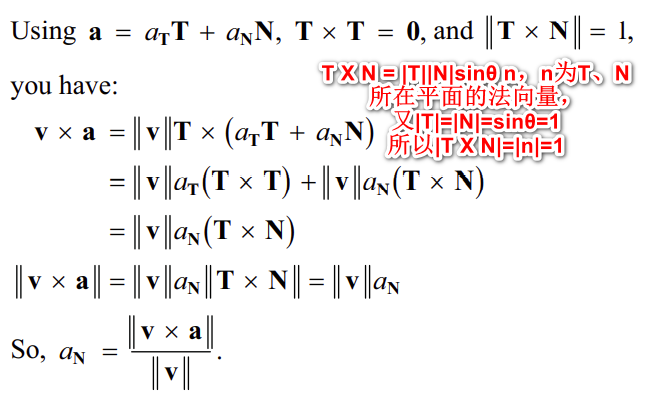 Using a = a_T T + a_N N, T × T = 0, and ‖T × N‖ = 1,
you have:
T X N = |T||N|sinθ n，n为T、N
所在平面的法向量，
又|T|=|N|=sinθ=1
所以|T X N|=|n|=1
v × a = ‖v‖T × (a_T T + a_N N)
= ‖v‖a_T(T × T) + ‖v‖a_N(T × N)
= ‖v‖a_N(T × N)
‖v × a‖ = ‖v‖a_N‖T × N‖ = ‖v‖a_N
So, a_N = ‖v × a‖ / ‖v‖.